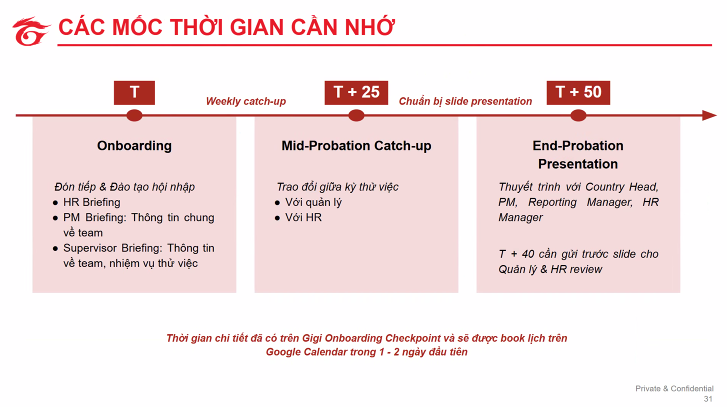 CÁC MỐC THỜI GIAN CẦN NHỚ
T
Weekly catch-up
T + 25
Chuẩn bị slide presentation
T + 50
Onboarding
Đón tiếp & Đào tạo hội nhập
● HR Briefing
● PM Briefing: Thông tin chung
về team
● Supervisor Briefing: Thông tin
về team, nhiệm vụ thử việc
Mid-Probation Catch-up
Trao đổi giữa kỳ thử việc
● Với quản lý
● Với HR
End-Probation
Presentation
Thuyết trình với Country Head,
PM, Reporting Manager, HR
Manager
T + 40 cần gửi trước slide cho
Quản lý & HR review
Thời gian chi tiết đã có trên Gigi Onboarding Checkpoint và sẽ được book lịch trên
Google Calendar trong 1 - 2 ngày đầu tiên
Private & Confidential
31